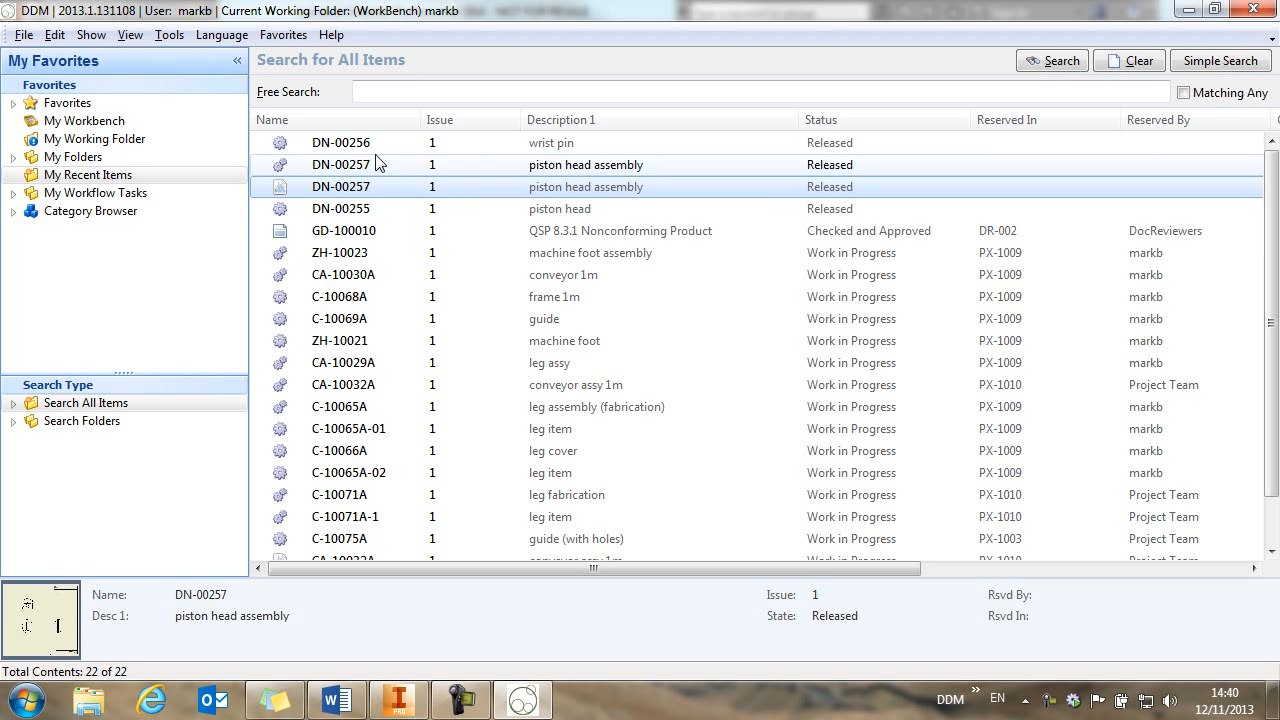 DDM | 2013.1.131108 | User: markb | Current Working Folder: (WorkBench) markb
File Edit Show View Tools Language Favorites Help
My Favorites «
Favorites
Favorites
My Workbench
My Working Folder
My Folders
My Recent Items
My Workflow Tasks
Category Browser
Search Type
Search All Items
Search Folders
Search for All Items Search Clear Simple Search
Free Search: Matching Any
Name Issue Description 1 Status Reserved In Reserved By
DN-00256 1 wrist pin Released
DN-00257 1 piston head assembly Released
DN-00257 1 piston head assembly Released
DN-00255 1 piston head Released
GD-100010 1 QSP 8.3.1 Nonconforming Product Checked and Approved DR-002 DocReviewers
ZH-10023 1 machine foot assembly Work in Progress PX-1009 markb
CA-10030A 1 conveyor 1m Work in Progress PX-1009 markb
C-10068A 1 frame 1m Work in Progress PX-1009 markb
C-10069A 1 guide Work in Progress PX-1009 markb
ZH-10021 1 machine foot Work in Progress PX-1009 markb
CA-10029A 1 leg assy Work in Progress PX-1009 markb
CA-10032A 1 conveyor assy 1m Work in Progress PX-1010 Project Team
C-10065A 1 leg assembly (fabrication) Work in Progress PX-1009 markb
C-10065A-01 1 leg item Work in Progress PX-1009 markb
C-10066A 1 leg cover Work in Progress PX-1009 markb
C-10065A-02 1 leg item Work in Progress PX-1009 markb
C-10071A 1 leg fabrication Work in Progress PX-1010 Project Team
C-10071A-1 1 leg item Work in Progress PX-1010 Project Team
C-10075A 1 guide (with holes) Work in Progress PX-1003 Project Team
Name: DN-00257 Issue: 1 Rsvd By:
Desc 1: piston head assembly State: Released Rsvd In:
Total Contents: 22 of 22
PRO
DDM » EN 14:40
12/11/2013